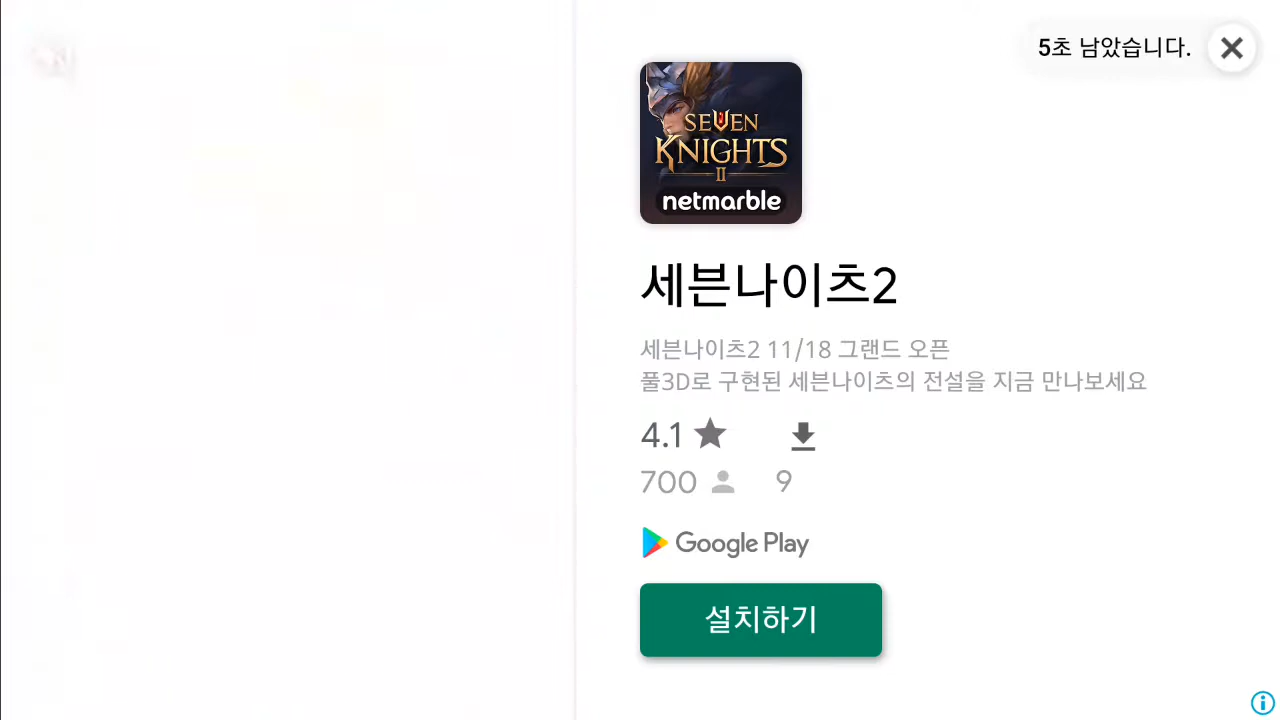 5초 남았습니다.
SEVEN
KNIGHTS
II
netmarble
세븐나이츠2
세븐나이츠2 11/18 그랜드 오픈
풀3D로 구현된 세븐나이츠의 전설을 지금 만나보세요
4.1
700 9
Google Play
설치하기